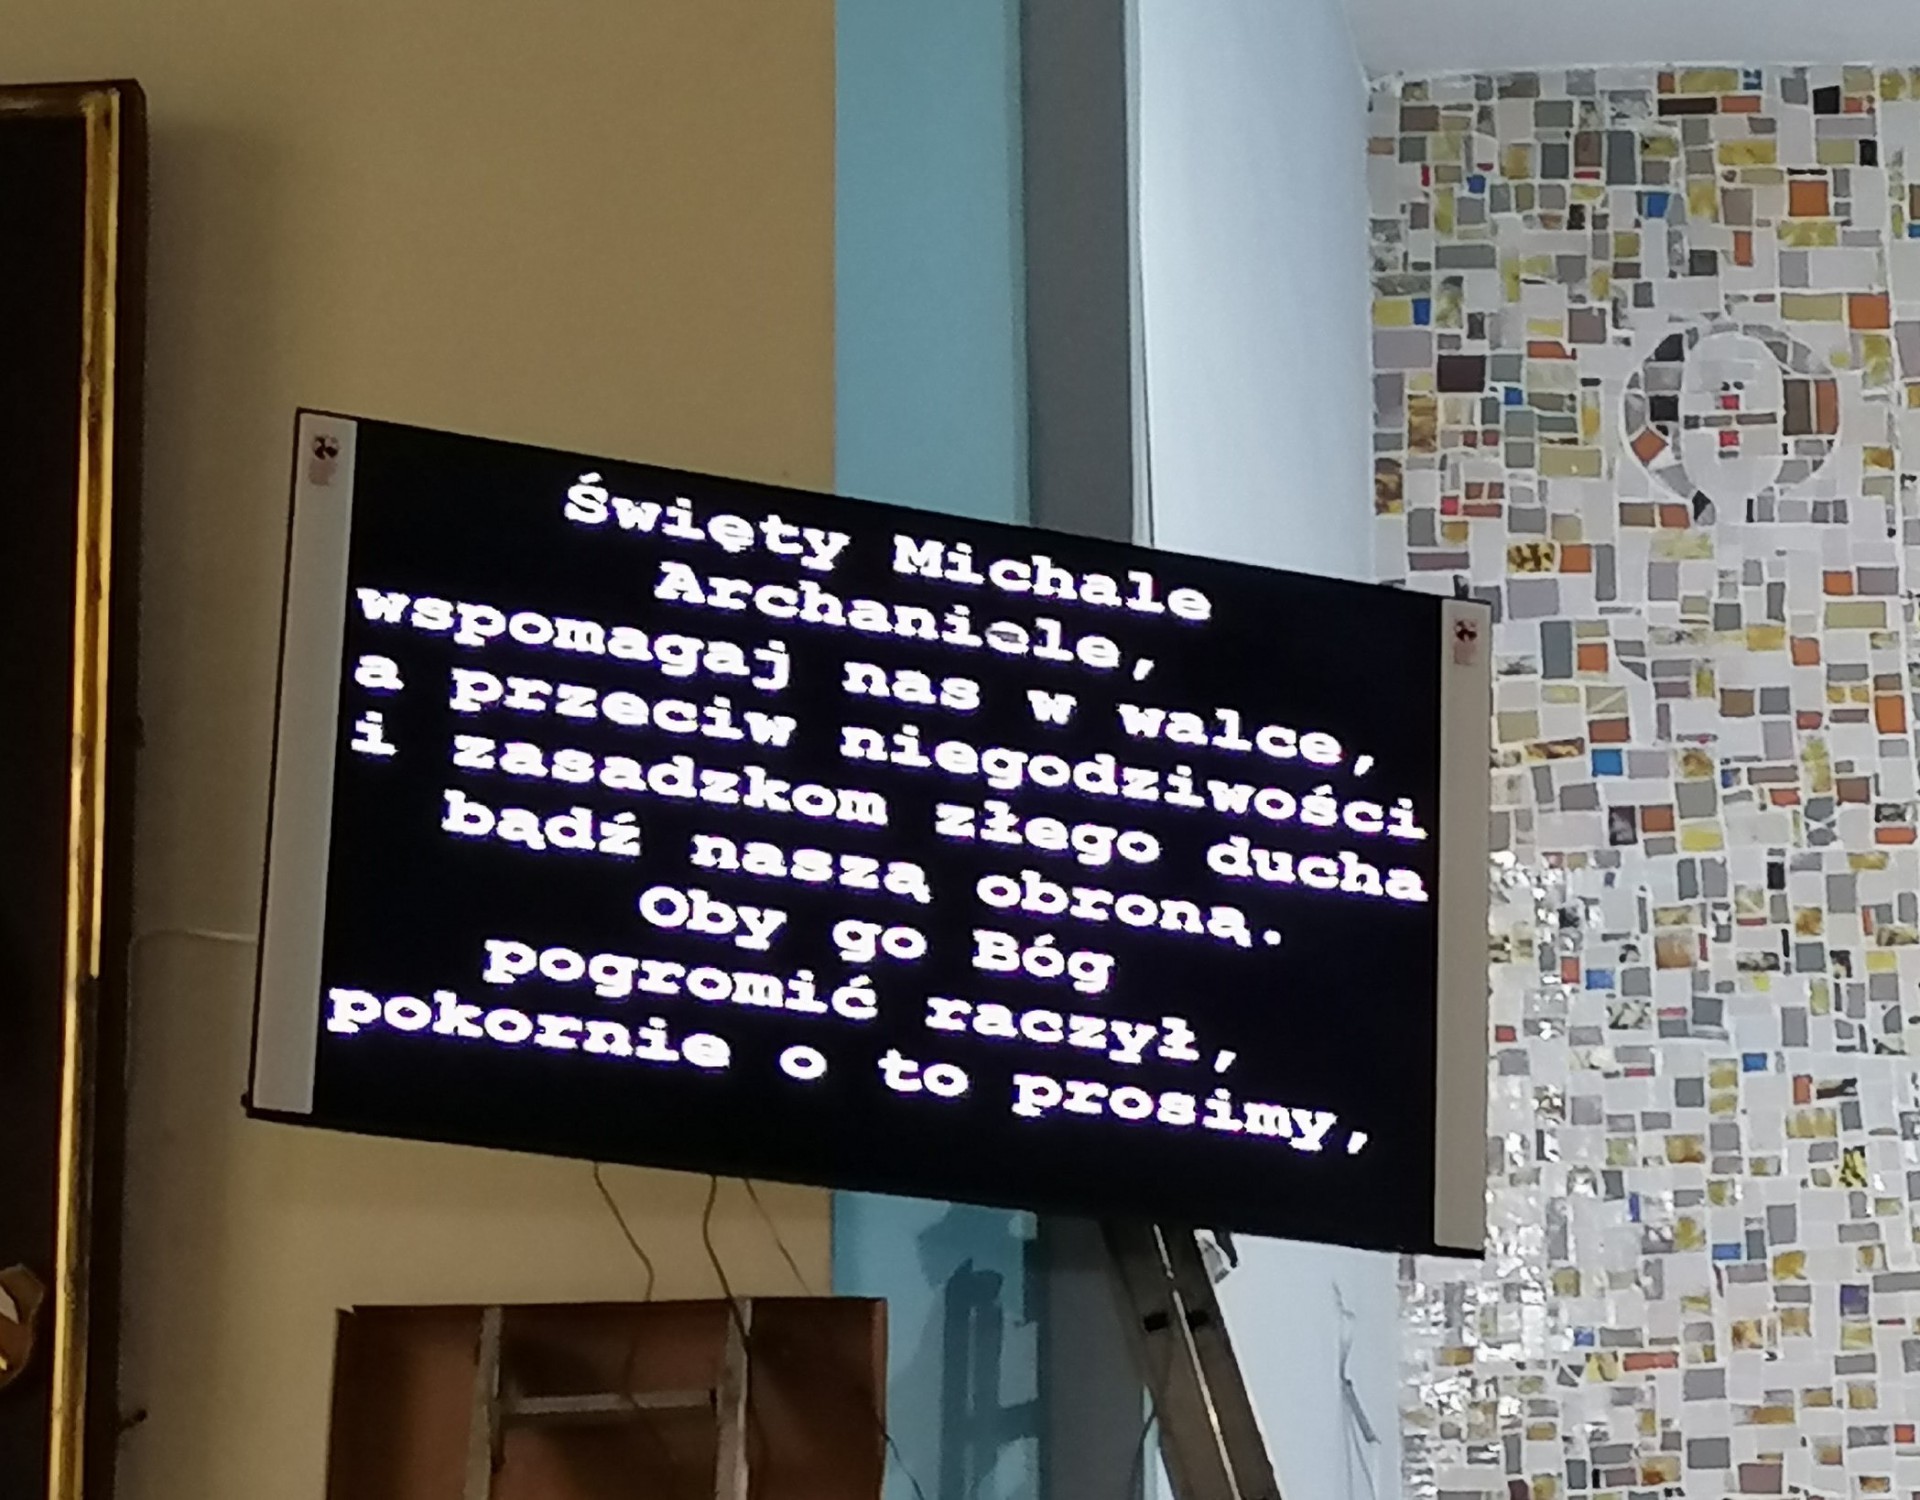 Święty Michale
Archaniele,
wspomagaj nas w walce,
a przeciw niegodziwości
i zasadzkom złego ducha
bądź naszą obroną.
Oby go Bóg
pogromić raczył,
pokornie o to prosimy,